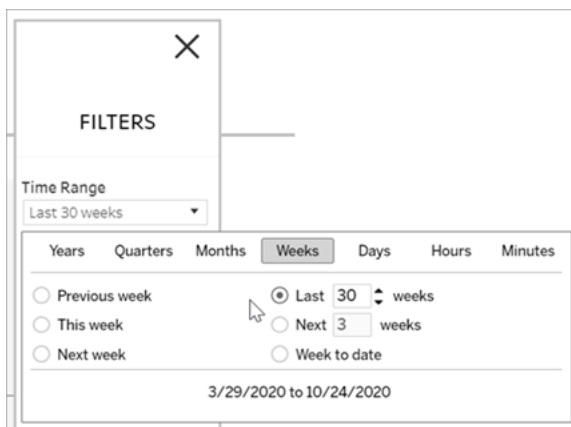 FILTERS
Time Range
Last 30 weeks
Years Quarters Months Weeks Days Hours Minutes
Previous week Last 30 weeks
This week Next 3 weeks
Next week Week to date
3/29/2020 to 10/24/2020